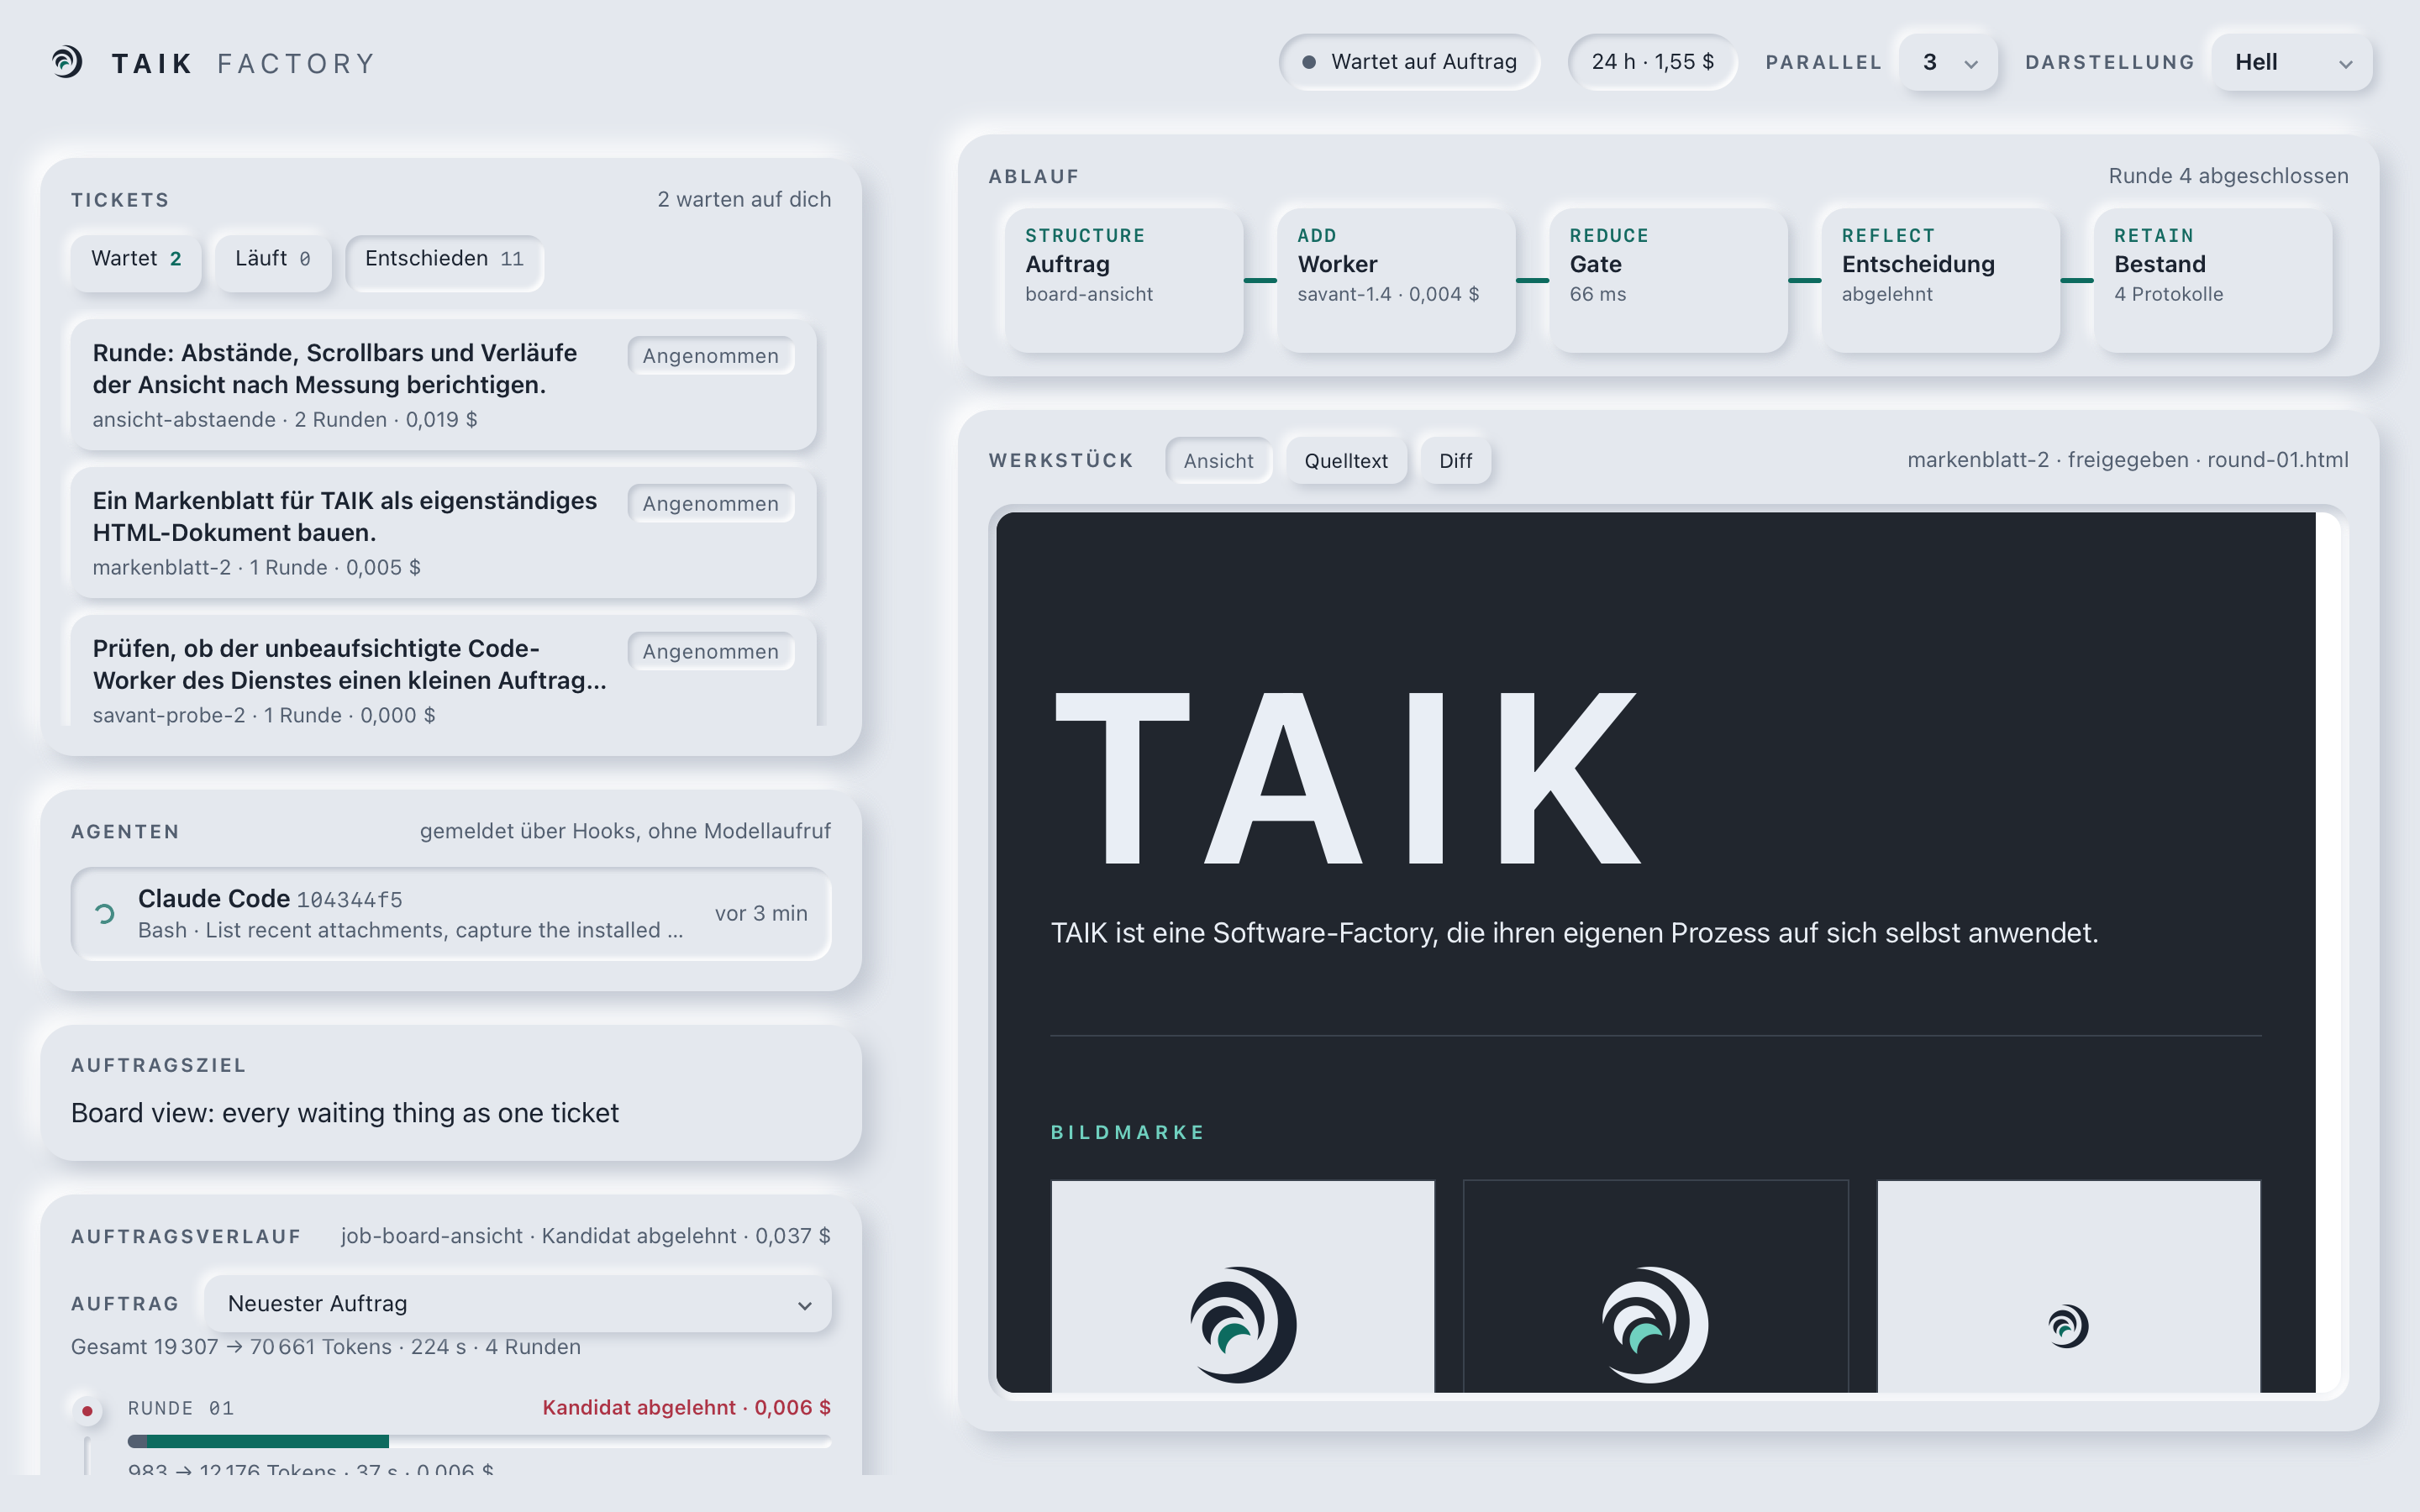 TAIK FACTORY
Wartet auf Auftrag
24 h · 1,55 $
PARALLEL
3
DARSTELLUNG
Hell
TICKETS
2 warten auf dich
Wartet 2
Läuft 0
Entschieden 11
Runde: Abstände, Scrollbars und Verläufe
der Ansicht nach Messung berichtigen.
Angenommen
ansicht-abstaende · 2 Runden · 0,019 $
Ein Markenblatt für TAIK als eigenständiges
HTML-Dokument bauen.
Angenommen
markenblatt-2 · 1 Runde · 0,005 $
Prüfen, ob der unbeaufsichtigte Code-
Worker des Dienstes einen kleinen Auftrag...
Angenommen
savant-probe-2 · 1 Runde · 0,000 $
AGENTEN
gemeldet über Hooks, ohne Modellaufruf
Claude Code 104344f5
Bash · List recent attachments, capture the installed ...
vor 3 min
AUFTRAGSZIEL
Board view: every waiting thing as one ticket
AUFTRAGSVERLAUF
job-board-ansicht · Kandidat abgelehnt · 0,037 $
AUFTRAG
Neuester Auftrag
Gesamt 19 307 → 70 661 Tokens · 224 s · 4 Runden
RUNDE 01
Kandidat abgelehnt · 0,006 $
983 → 12 176 Tokens · 37 s · 0,006 $
ABLAUF
Runde 4 abgeschlossen
STRUCTURE
Auftrag
board-ansicht
ADD
Worker
savant-1.4 · 0,004 $
REDUCE
Gate
66 ms
REFLECT
Entscheidung
abgelehnt
RETAIN
Bestand
4 Protokolle
WERKSTÜCK
Ansicht
Quelltext
Diff
markenblatt-2 · freigegeben · round-01.html
TAIK
TAIK ist eine Software-Factory, die ihren eigenen Prozess auf sich selbst anwendet.
BILDMARKE